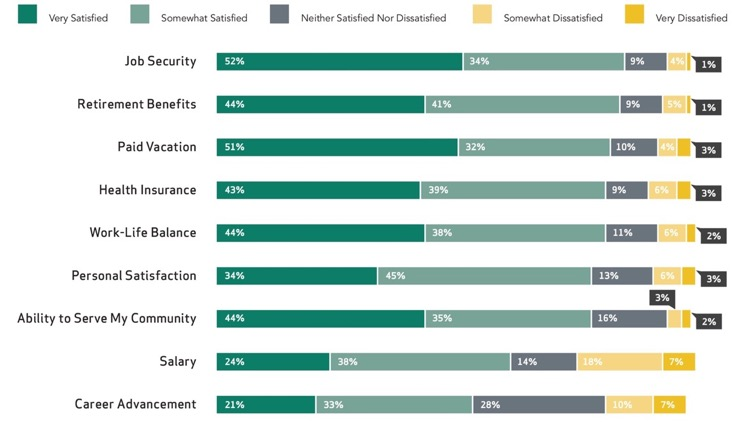 Very Satisfied Somewhat Satisfied Neither Satisfied Nor Dissatisfied Somewhat Dissatisfied Very Dissatisfied
Job Security 52% 34% 9% 4% 1%
Retirement Benefits 44% 41% 9% 5% 1%
Paid Vacation 51% 32% 10% 4% 3%
Health Insurance 43% 39% 9% 6% 3%
Work-Life Balance 44% 38% 11% 6% 2%
Personal Satisfaction 34% 45% 13% 6% 3%
Ability to Serve My Community 44% 35% 16% 3% 2%
Salary 24% 38% 14% 18% 7%
Career Advancement 21% 33% 28% 10% 7%